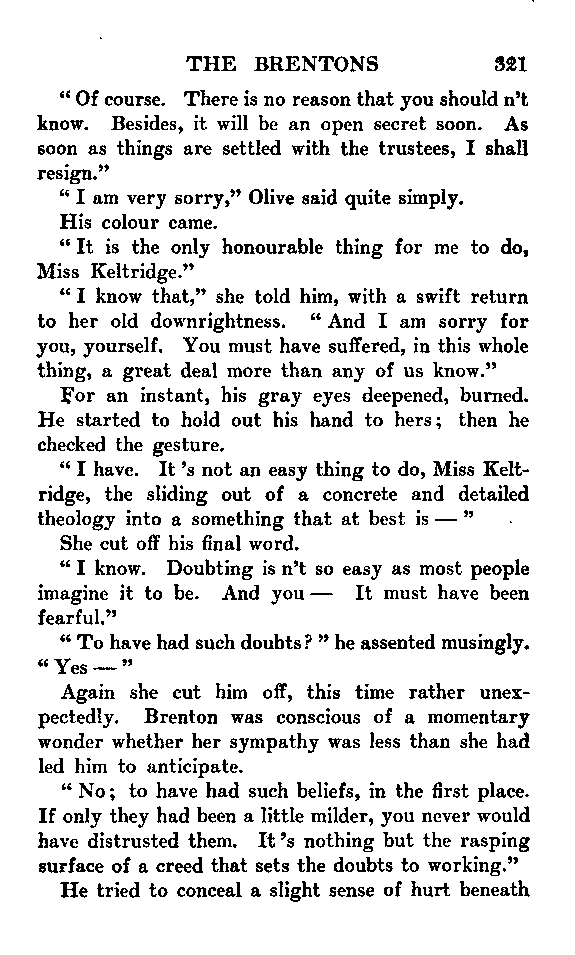 THE BRENTONS 321
" Of course. There is no reason that you should n't
know. Besides, it will be an open secret soon. As
soon as things are settled with the trustees, I shall
resign."
" I am very sorry," Olive said quite simply.
His colour came.
" It is the only honourable thing for me to do,
Miss Keltridge."
" I know that," she told him, with a swift return
to her old downrightness. " And I am sorry for
you, yourself. You must have suffered, in this whole
thing, a great deal more than any of us know."
For an instant, his gray eyes deepened, burned.
He started to hold out his hand to hers; then he
checked the gesture.
" I have. It 's not an easy thing to do, Miss Kelt-
ridge, the sliding out of a concrete and detailed
theology into a something that at best is — "
She cut off his final word.
" I know. Doubting is n't so easy as most people
imagine it to be. And you — It must have been
fearful."
" To have had such doubts? " he assented musingly.
" Yes — "
Again she cut him off, this time rather unex-
pectedly. Brenton was conscious of a momentary
wonder whether her sympathy was less than she had
led him to anticipate.
" No; to have had such beliefs, in the first place.
If only they had been a little milder, you never would
have distrusted them. It 's nothing but the rasping
surface of a creed that sets the doubts to working."
He tried to conceal a slight sense of hurt beneath